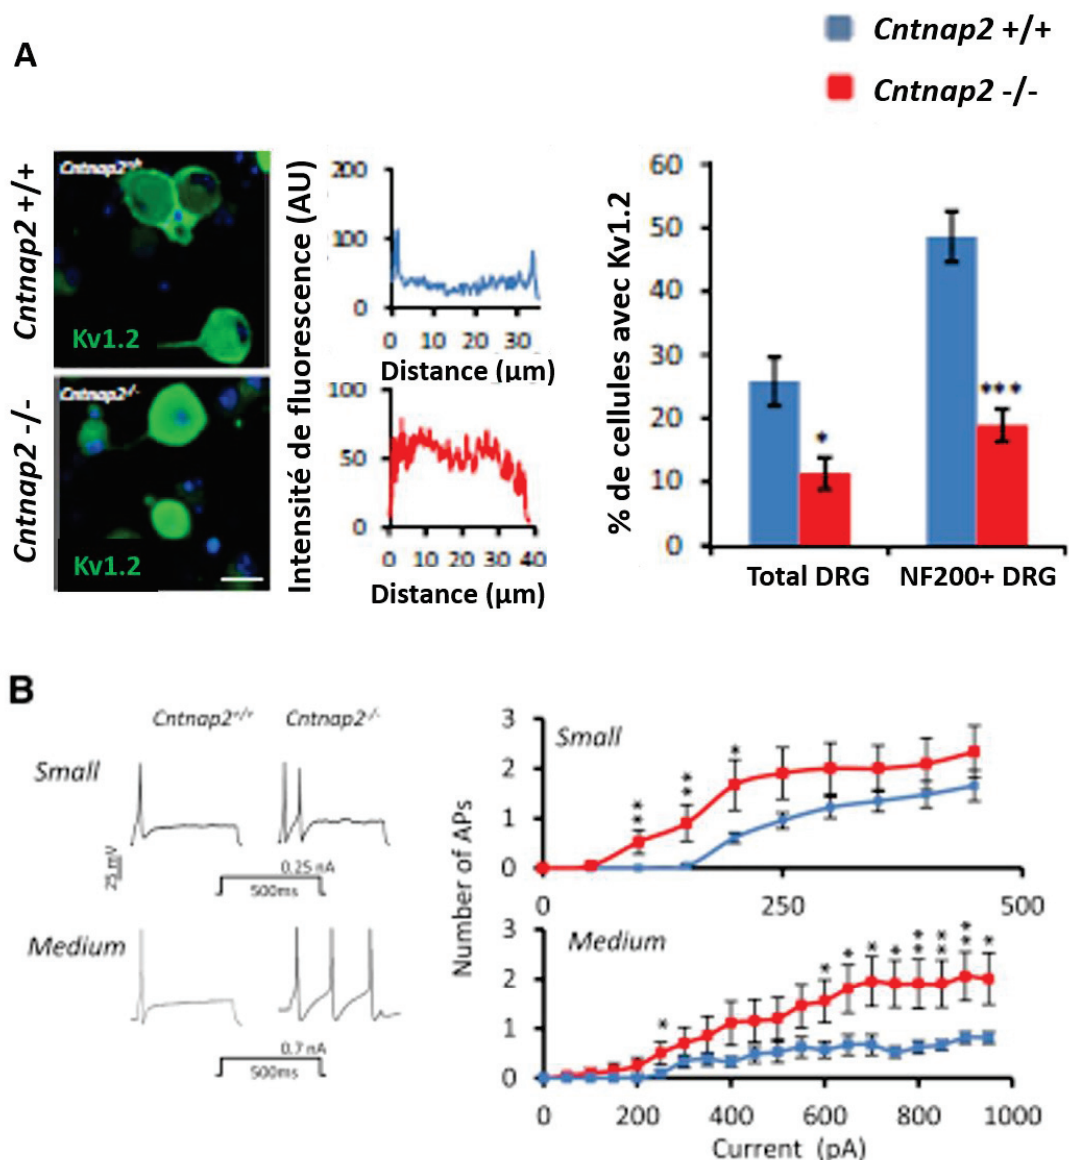 Cntnap2 +/+
Cntnap2 -/-
A
Cntnap2 +/+
Cntnap2+/+
Kv1.2
Cntnap2 -/-
Cntnap2-/-
Kv1.2
Intensité de fluorescence (AU)
200
100
0
0 10 20 30
Distance (µm)
100
50
0
0 10 20 30 40
Distance (µm)
% de cellules avec Kv1.2
60
50
40
30
20
10
0
*
***
Total DRG NF200+ DRG
B
Cntnap2+/+ Cntnap2-/-
Small
25 mV
0.25 nA
500ms
Medium
0.7 nA
500ms
Number of APs
Small
3
2
1
0
** ** *
0 250 500
Medium
3
2
1
0
* * * * * ** ** ** *
0 200 400 600 800 1000
Current (pA)